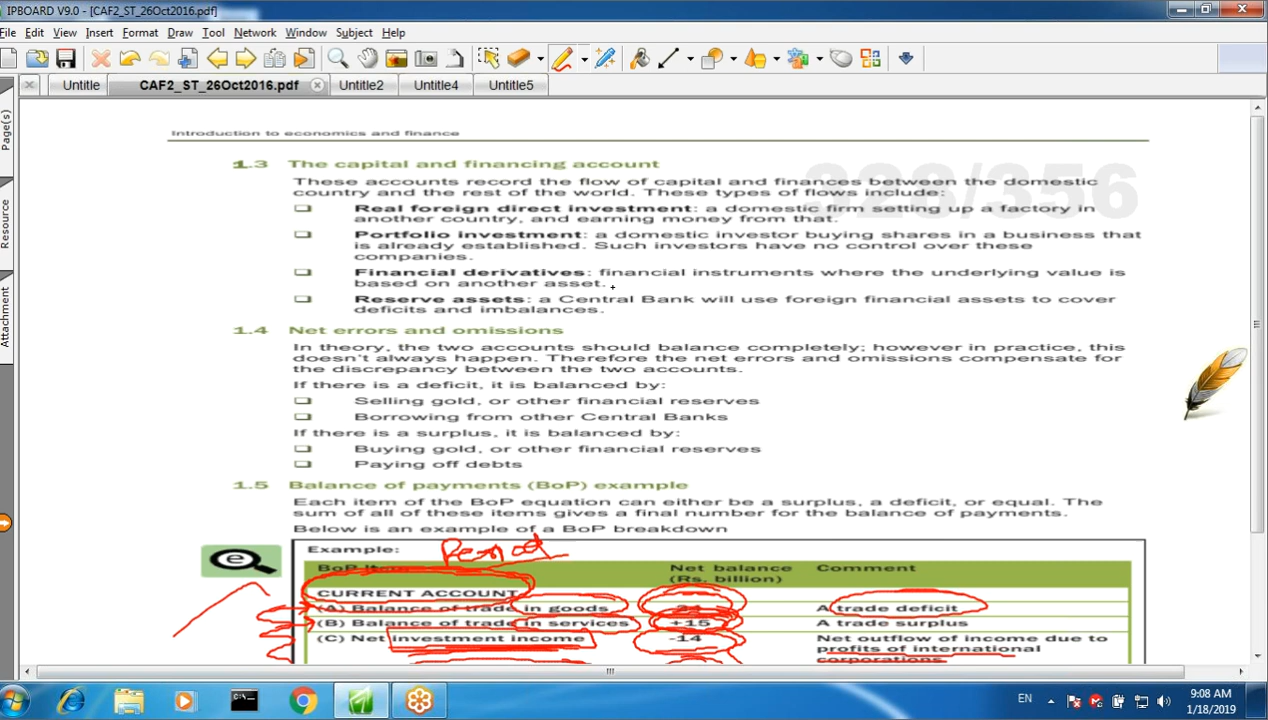 IPBOARD V9.0 - [CAF2_ST_26Oct2016.pdf]
File Edit View Insert Format Draw Tool Network Window Subject Help
Untitle CAF2_ST_26Oct2016.pdf Untitle2 Untitle4 Untitle5
Page(s)
Resource
Attachment
Introduction to economics and finance
328/356
1.3 The capital and financing account
These accounts record the flow of capital and finances between the domestic
country and the rest of the world. These types of flows include:
Real foreign direct investment: a domestic firm setting up a factory in
another country, and earning money from that.
Portfolio investment: a domestic investor buying shares in a business that
is already established. Such investors have no control over these
companies.
Financial derivatives: financial instruments where the underlying value is
based on another asset.
Reserve assets: a Central Bank will use foreign financial assets to cover
deficits and imbalances.
1.4 Net errors and omissions
In theory, the two accounts should balance completely; however in practice, this
doesn't always happen. Therefore the net errors and omissions compensate for
the discrepancy between the two accounts.
If there is a deficit, it is balanced by:
Selling gold, or other financial reserves
Borrowing from other Central Banks
If there is a surplus, it is balanced by:
Buying gold, or other financial reserves
Paying off debts
1.5 Balance of payments (BoP) example
Each item of the BoP equation can either be a surplus, a deficit, or equal. The
sum of all of these items gives a final number for the balance of payments.
Below is an example of a BoP breakdown
Example: Period
BoP Net balance Comment
(Rs. billion)
CURRENT ACCOUNT
(A) Balance of trade in goods A trade deficit
(B) Balance of trade in services +15 A trade surplus
(C) Net investment income -14 Net outflow of income due to
profits of international
corporations
EN 9:08 AM
1/18/2019